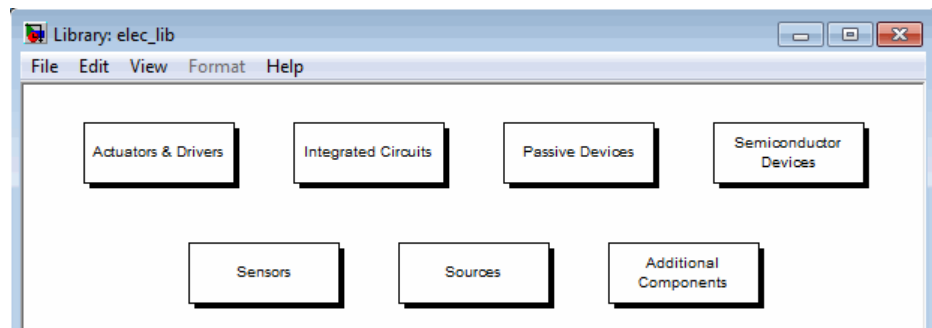 Library: elec_lib
File Edit View Format Help
Actuators & Drivers
Integrated Circuits
Passive Devices
Semiconductor
Devices
Sensors
Sources
Additional
Components